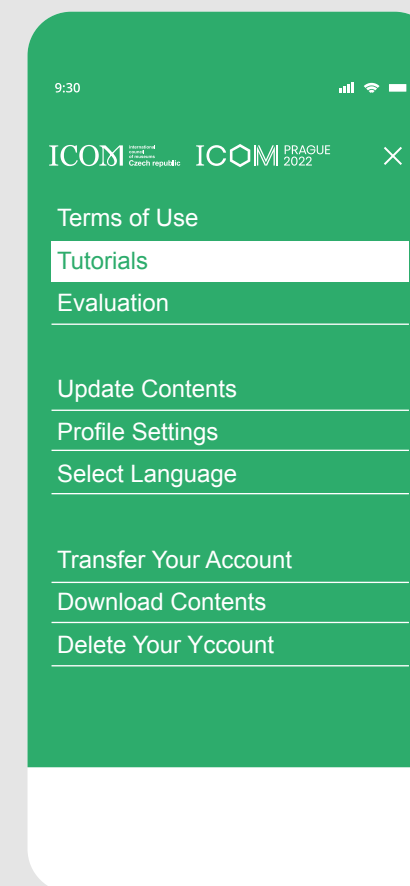 9:30
ICOM international council of museums Czech republic ICOM PRAGUE 2022
Terms of Use
Tutorials
Evaluation
Update Contents
Profile Settings
Select Language
Transfer Your Account
Download Contents
Delete Your Yccount